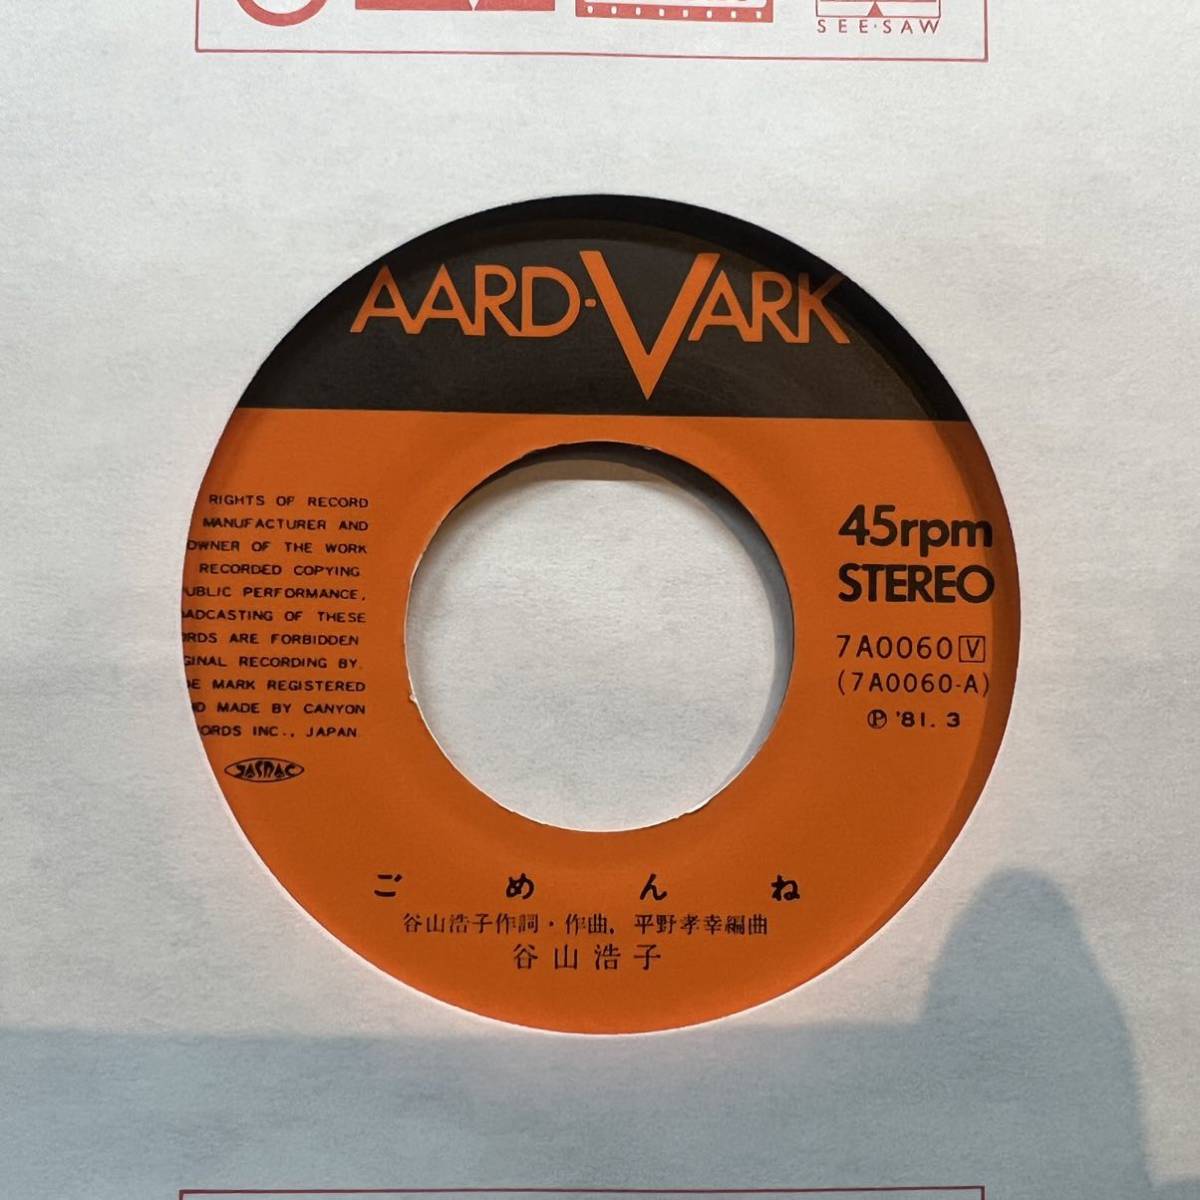 SEE·SAW
AARD-VARK
RIGHTS OF RECORD
MANUFACTURER AND
OWNER OF THE WORK
RECORDED COPYING
UBLIC PERFORMANCE,
ADCASTING OF THESE
RDS ARE FORBIDDEN
GINAL RECORDING BY.
DE MARK REGISTERED
D MADE BY CANYON
ORDS INC., JAPAN.
JASRAC
45rpm
STEREO
7A0060 V
(7A0060-A)
Ⓟ '81. 3
ごめんね
谷山浩子作詞・作曲, 平野孝幸編曲
谷山浩子